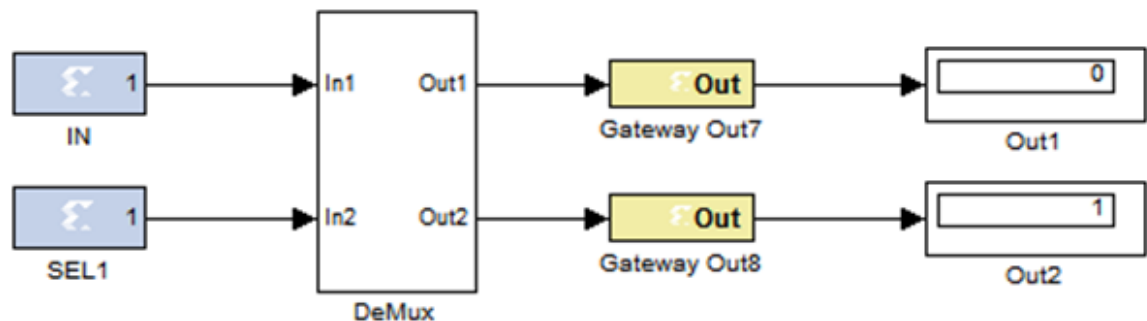 1
IN
1
SEL1
In1
Out1
In2
Out2
DeMux
Out
Gateway Out7
Out
Gateway Out8
0
Out1
1
Out2